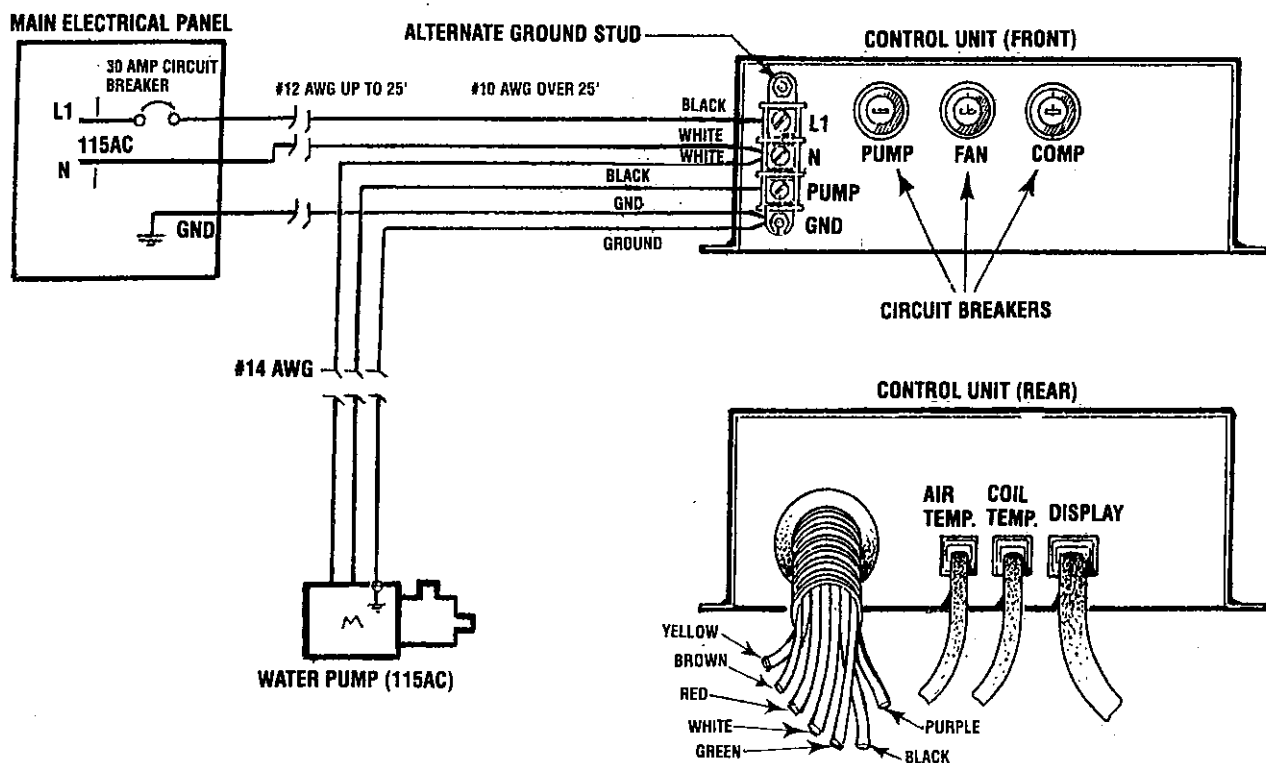 MAIN ELECTRICAL PANEL
30 AMP CIRCUIT
BREAKER
L1
115AC
N
GND
#12 AWG UP TO 25'
#10 AWG OVER 25'
ALTERNATE GROUND STUD
CONTROL UNIT (FRONT)
BLACK
WHITE
WHITE
BLACK
GND
GROUND
L1
N
PUMP
GND
PUMP
FAN
COMP
CIRCUIT BREAKERS
#14 AWG
M
WATER PUMP (115AC)
CONTROL UNIT (REAR)
AIR
TEMP.
COIL
TEMP.
DISPLAY
YELLOW
BROWN
RED
WHITE
GREEN
PURPLE
BLACK